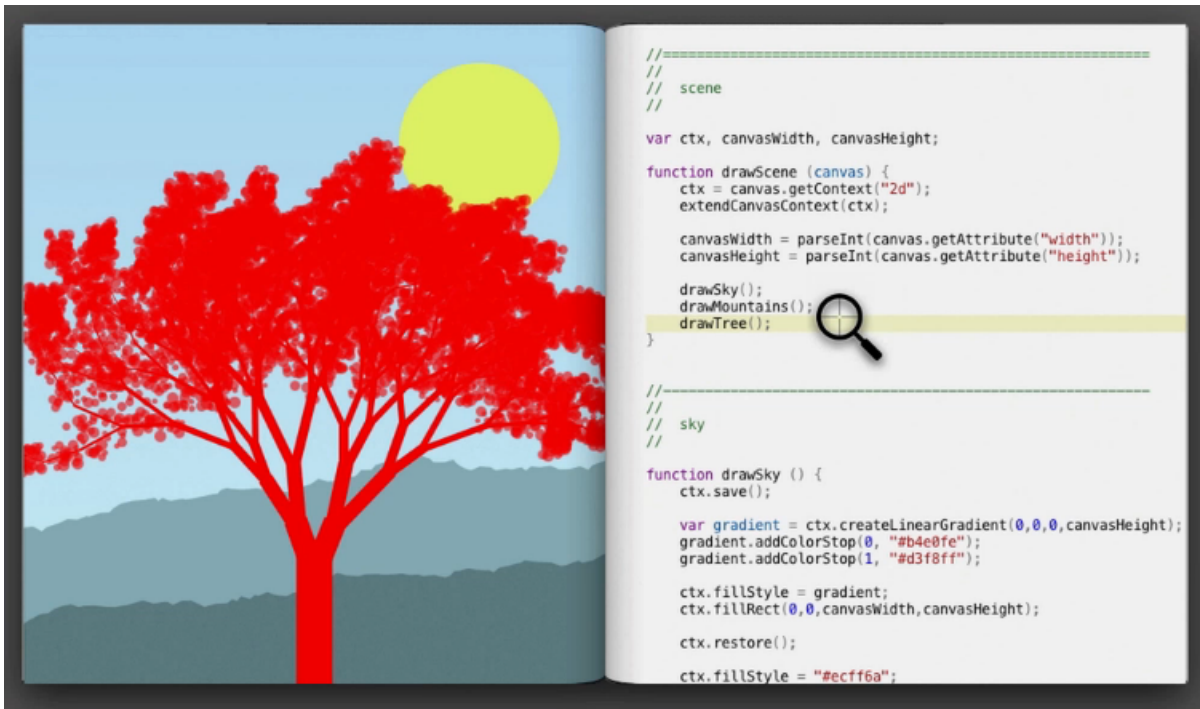 //==========================================================
//
//  scene
//
var ctx, canvasWidth, canvasHeight;
function drawScene (canvas) {
    ctx = canvas.getContext("2d");
    extendCanvasContext(ctx);
    canvasWidth = parseInt(canvas.getAttribute("width"));
    canvasHeight = parseInt(canvas.getAttribute("height"));
    drawSky();
    drawMountains();
    drawTree();
}
//----------------------------------------------------------
//
//  sky
//
function drawSky () {
    ctx.save();
    var gradient = ctx.createLinearGradient(0,0,0,canvasHeight);
    gradient.addColorStop(0, "#b4e0fe");
    gradient.addColorStop(1, "#d3f8ff");
    ctx.fillStyle = gradient;
    ctx.fillRect(0,0,canvasWidth,canvasHeight);
    ctx.restore();
    ctx.fillStyle = "#ecff6a";